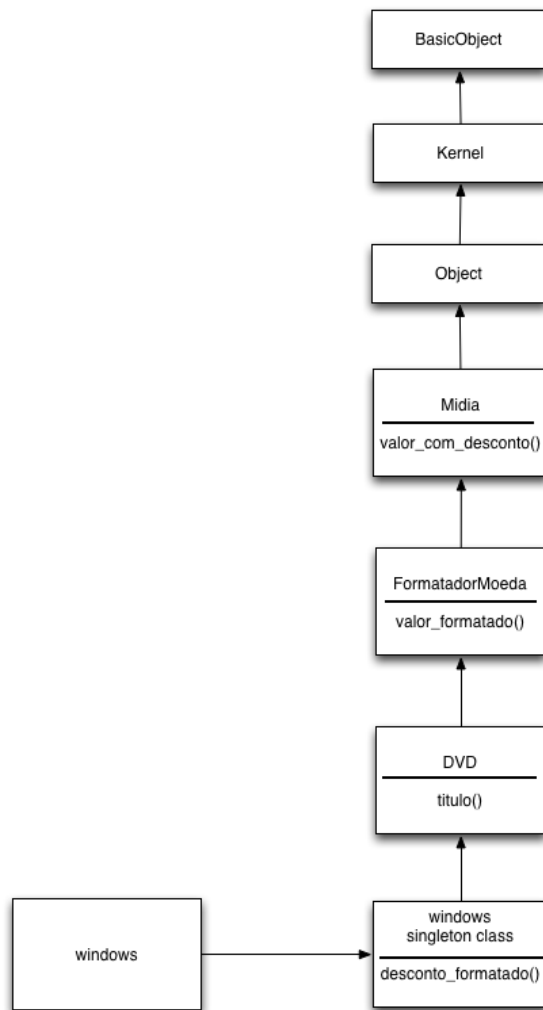 BasicObject
Kernel
Object
Midia
valor_com_desconto()
FormatadorMoeda
valor_formatado()
DVD
titulo()
windows
windows
singleton class
desconto_formatado()